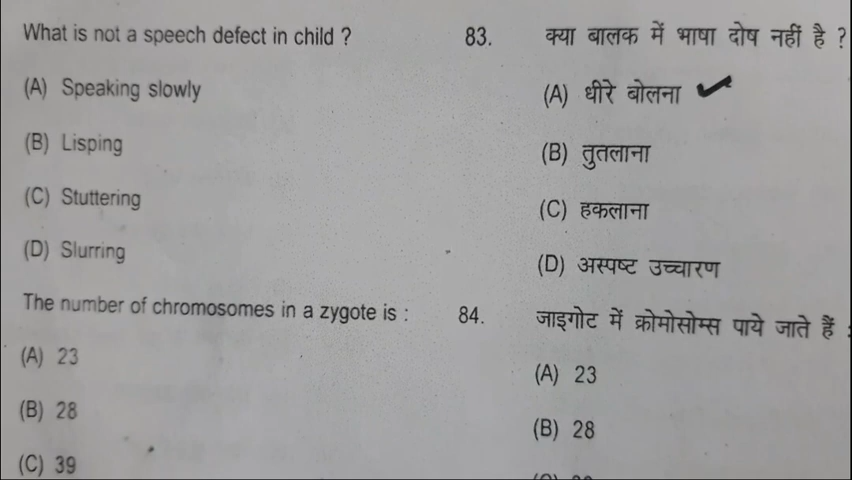 What is not a speech defect in child ?
(A) Speaking slowly
(B) Lisping
(C) Stuttering
(D) Slurring
The number of chromosomes in a zygote is :
(A) 23
(B) 28
(C) 39
83. क्या बालक में भाषा दोष नहीं है ?
(A) धीरे बोलना
(B) तुतलाना
(C) हकलाना
(D) अस्पष्ट उच्चारण
84. जाइगोट में क्रोमोसोम्स पाये जाते हैं :
(A) 23
(B) 28